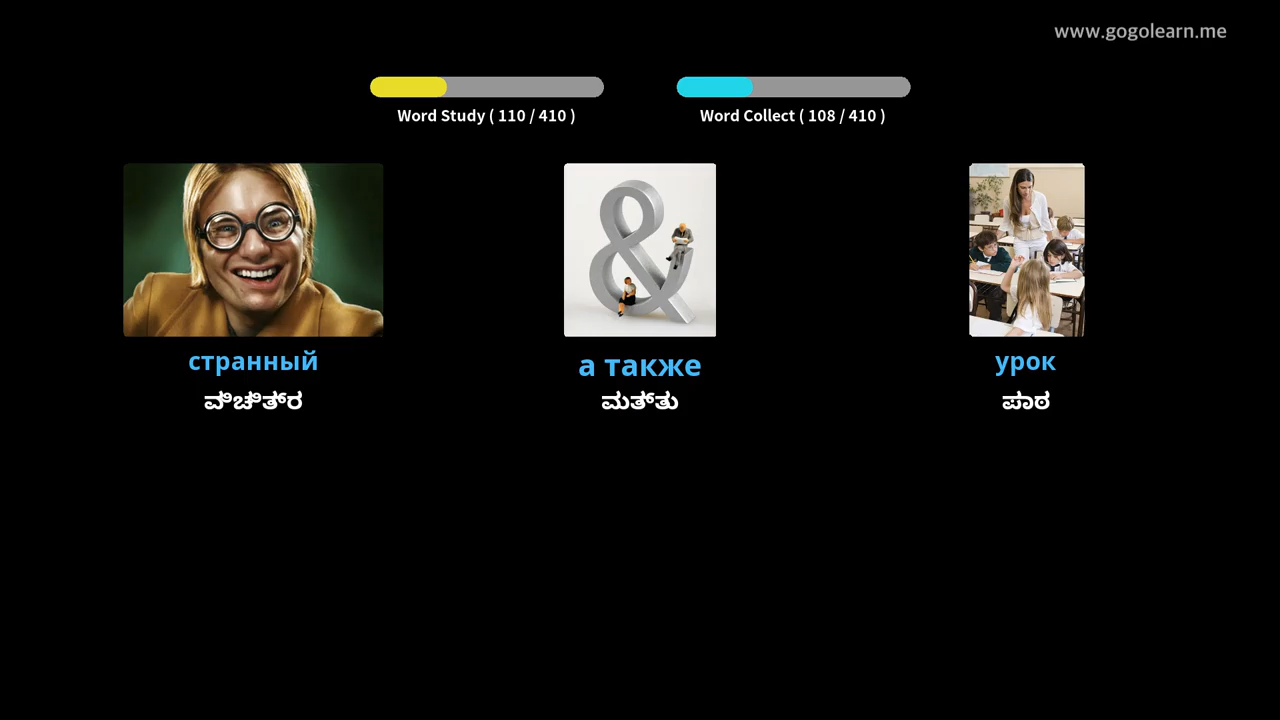 www.gogolearn.me
Word Study ( 110 / 410 )
Word Collect ( 108 / 410 )
странный
а также
урок
ವಿಚಿತ್ರ
ಮತ್ತು
ಪಾಠ